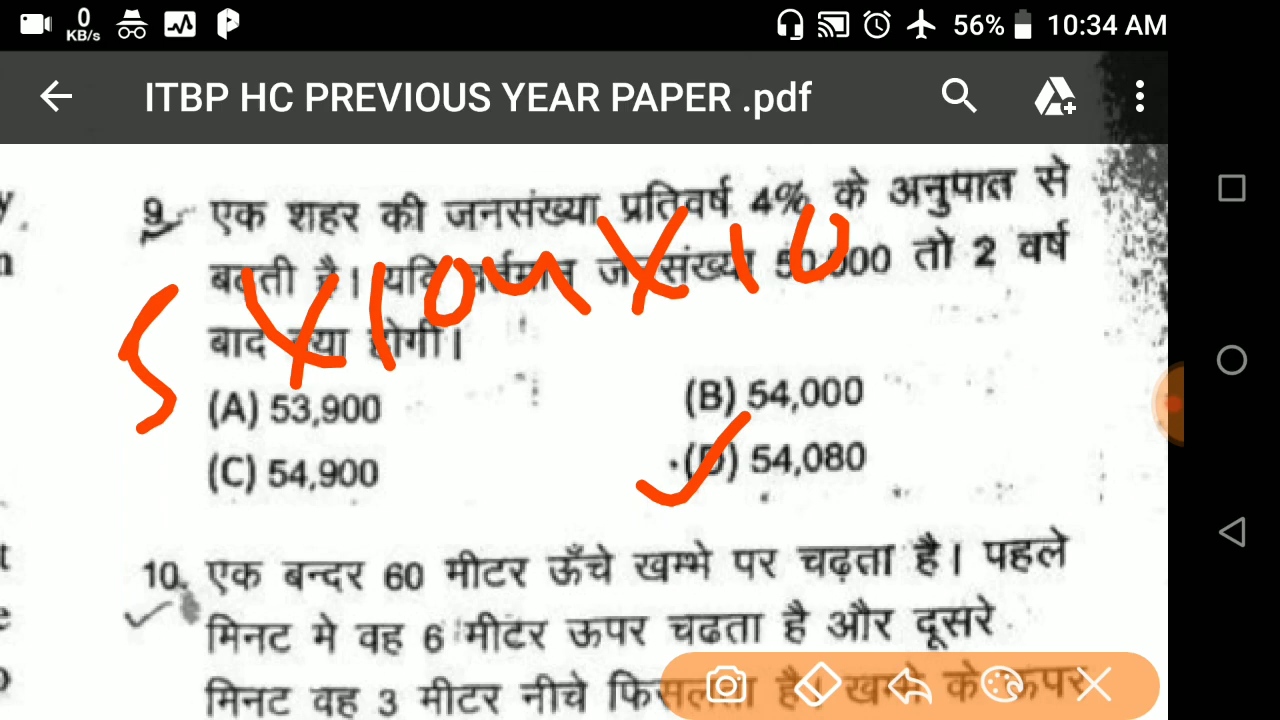 0 KB/s 56% 10:34 AM
ITBP HC PREVIOUS YEAR PAPER .pdf
9. एक शहर की जनसंख्या प्रतिवर्ष 4% के अनुपात से
बढती है। यदि वर्तमान जनसंख्या 50,000 तो 2 वर्ष
बाद क्या होगी।
5 X 104 X 10
(A) 53,900 (B) 54,000
(C) 54,900 (D) 54,080
10. एक बन्दर 60 मीटर ऊँचे खम्भे पर चढ़ता है। पहले
मिनट मे वह 6 मीटर ऊपर चढता है और दूसरे
मिनट वह 3 मीटर नीचे फिसलता है। खम्भे के ऊपर